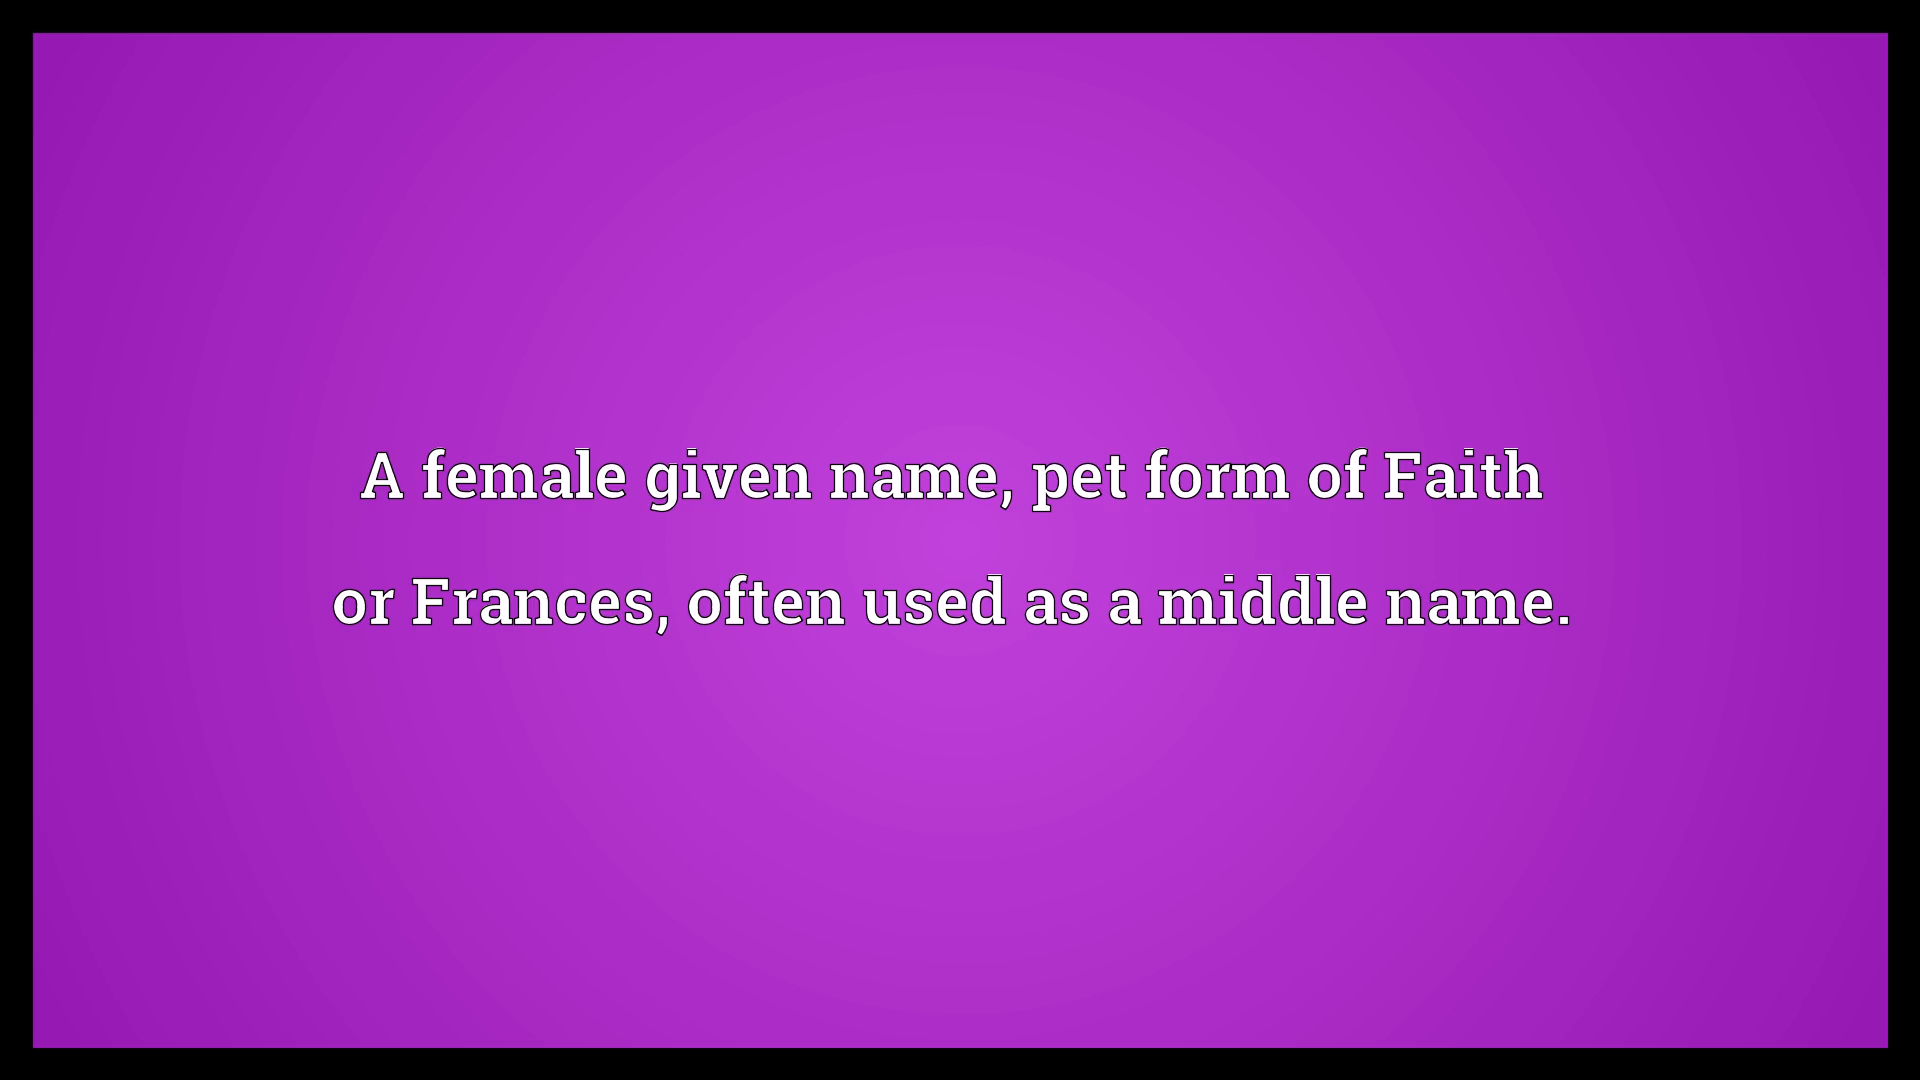 A female given name, pet form of Faith
or Frances, often used as a middle name.